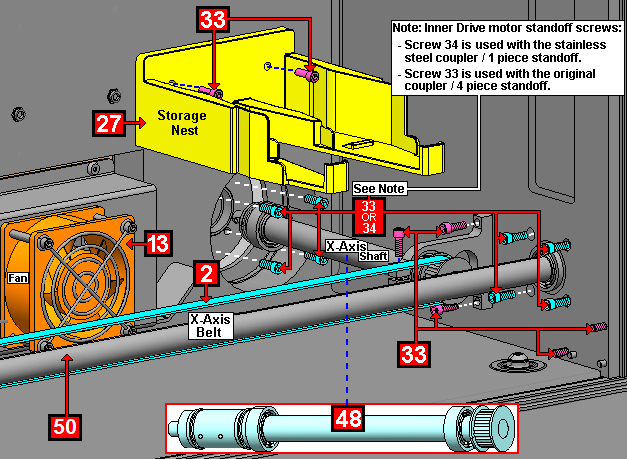 33
Note: Inner Drive motor standoff screws:
- Screw 34 is used with the stainless
steel coupler / 1 piece standoff.
- Screw 33 is used with the original
coupler / 4 piece standoff.
27
Storage
Nest
See Note
33
OR
34
13
X-Axis
Shaft
Fan
2
X-Axis
Belt
33
50
48